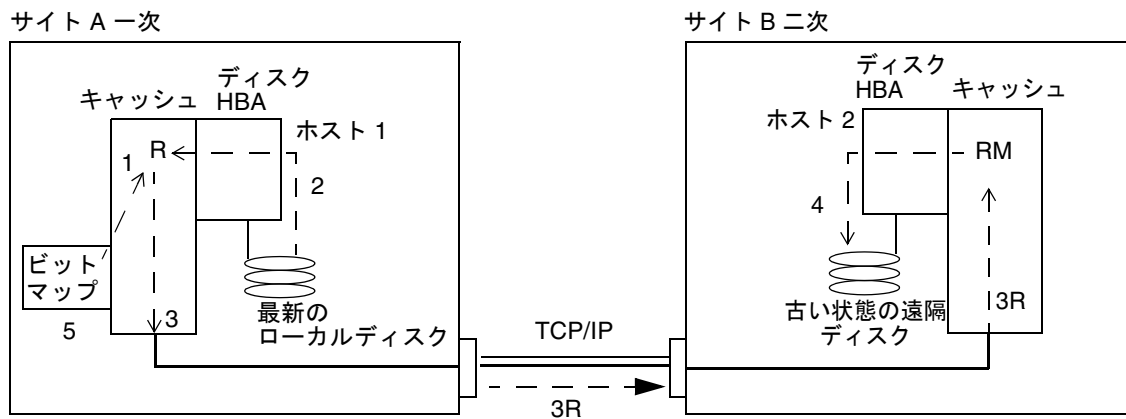 サイト A 一次
ディスク
HBA
キャッシュ
ホスト 1
R
1
2
ビット
マップ
5
3
最新の
ローカルディスク
TCP/IP
3R
サイト B 二次
ディスク
HBA
キャッシュ
ホスト 2
RM
4
古い状態の遠隔
ディスク
3R